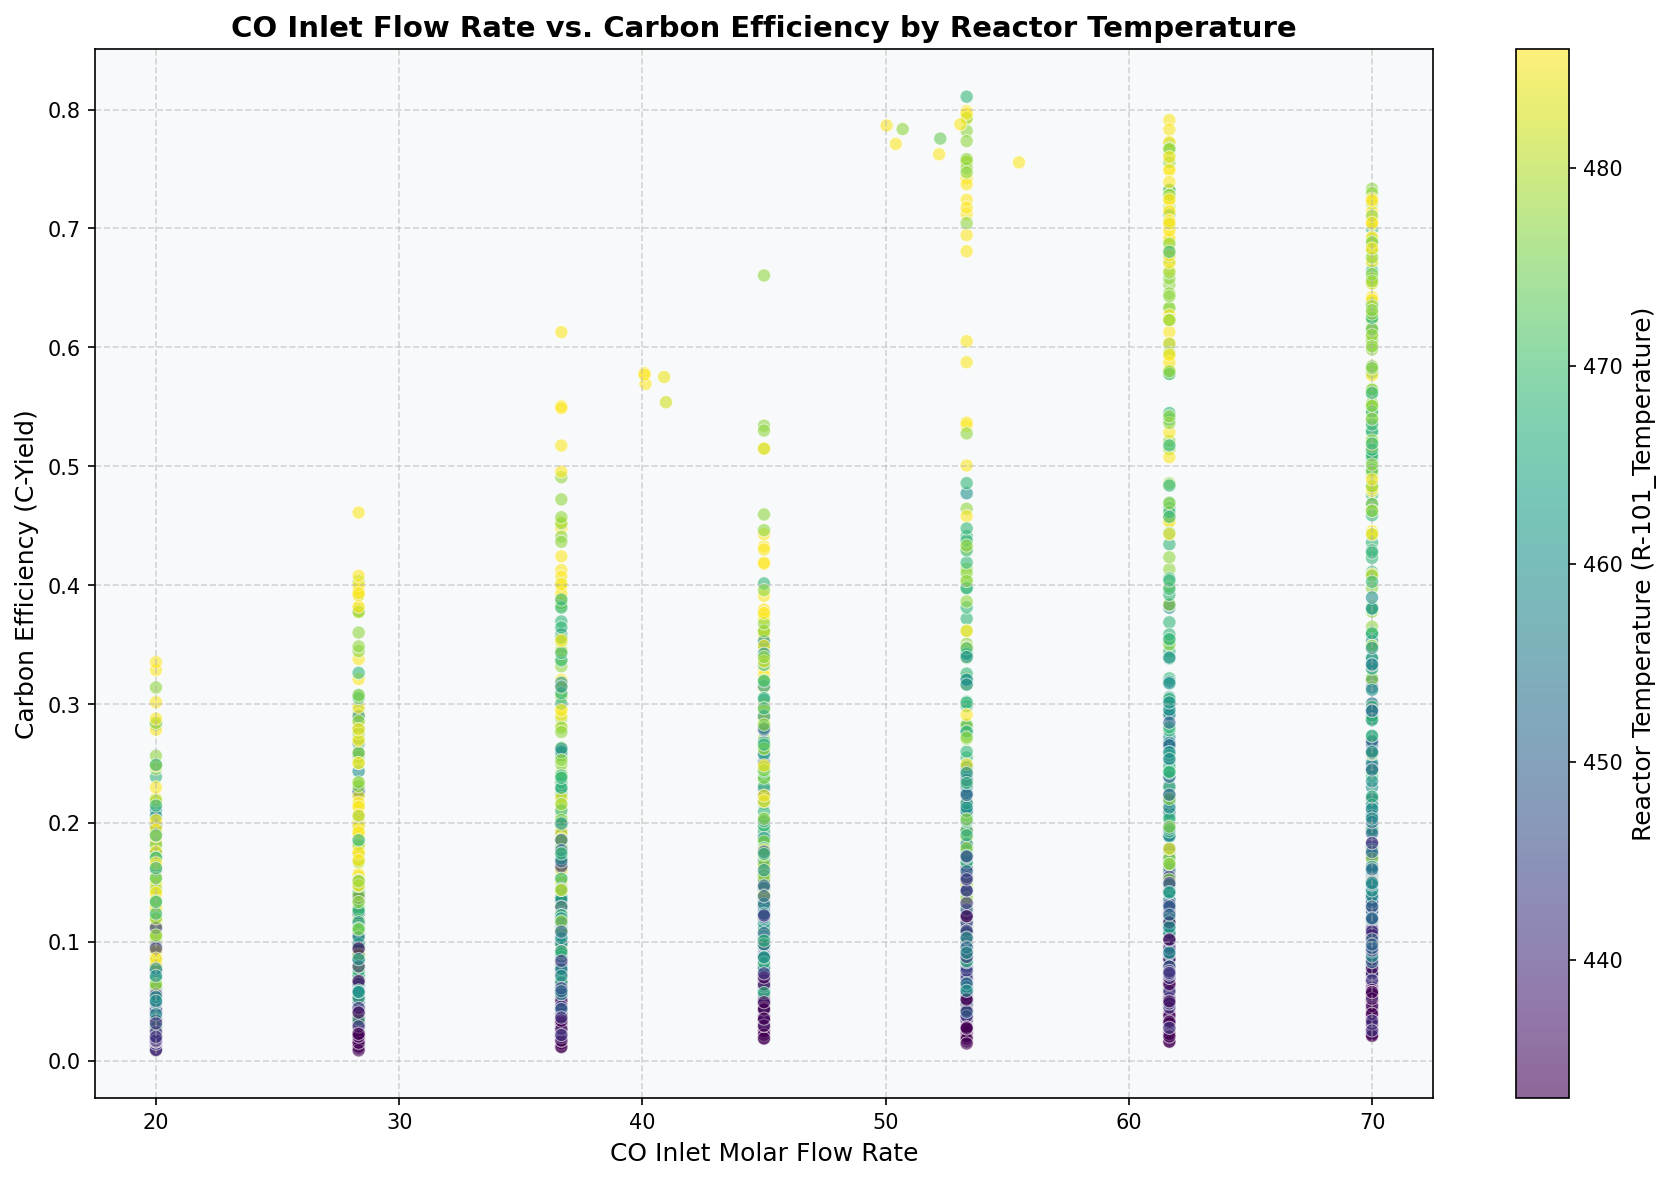 CO Inlet Flow Rate vs. Carbon Efficiency by Reactor Temperature
Carbon Efficiency (C-Yield)
0.8
0.7
0.6
0.5
0.4
0.3
0.2
0.1
0.0
20 30 40 50 60 70
CO Inlet Molar Flow Rate
480
470
460
450
440
Reactor Temperature (R-101_Temperature)